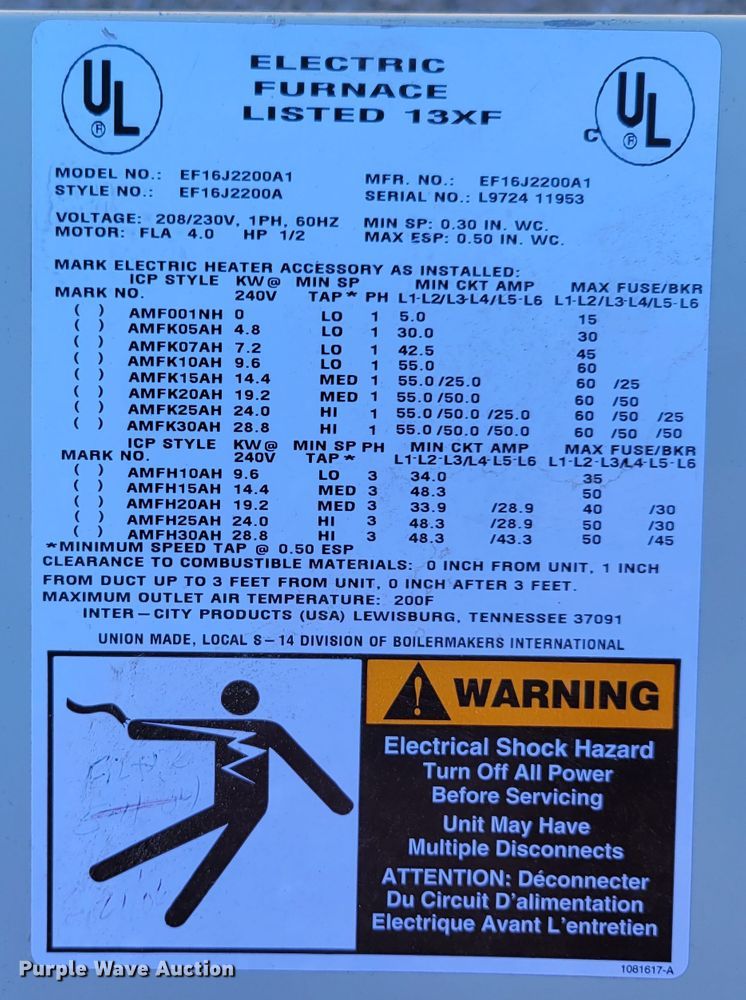 UL
®
ELECTRIC
FURNACE
LISTED 13XF
C UL
®
MODEL NO.: EF16J2200A1 MFR. NO.: EF16J2200A1
STYLE NO.: EF16J2200A SERIAL NO.: L9724 11953
VOLTAGE: 208/230V, 1PH, 60HZ MIN SP: 0.30 IN. WC.
MOTOR: FLA 4.0 HP 1/2 MAX ESP: 0.50 IN. WC.
MARK ELECTRIC HEATER ACCESSORY AS INSTALLED:
ICP STYLE KW@ MIN SP MIN CKT AMP MAX FUSE/BKR
MARK NO. 240V TAP* PH L1-L2/L3-L4/L5-L6 L1-L2/L3-L4/L5-L6
( ) AMF001NH 0 LO 1 5.0 15
( ) AMFK05AH 4.8 LO 1 30.0 30
( ) AMFK07AH 7.2 LO 1 42.5 45
( ) AMFK10AH 9.6 LO 1 55.0 60
( ) AMFK15AH 14.4 MED 1 55.0 /25.0 60 /25
( ) AMFK20AH 19.2 MED 1 55.0 /50.0 60 /50
( ) AMFK25AH 24.0 HI 1 55.0 /50.0 /25.0 60 /50 /25
( ) AMFK30AH 28.8 HI 1 55.0 /50.0 /50.0 60 /50 /50
ICP STYLE KW@ MIN SP PH MIN CKT AMP MAX FUSE/BKR
MARK NO. 240V TAP* L1-L2-L3/L4-L5-L6 L1-L2-L3/L4-L5-L6
( ) AMFH10AH 9.6 LO 3 34.0 35
( ) AMFH15AH 14.4 MED 3 48.3 50
( ) AMFH20AH 19.2 MED 3 33.9 /28.9 40 /30
( ) AMFH25AH 24.0 HI 3 48.3 /28.9 50 /30
( ) AMFH30AH 28.8 HI 3 48.3 /43.3 50 /45
*MINIMUM SPEED TAP @ 0.50 ESP
CLEARANCE TO COMBUSTIBLE MATERIALS: 0 INCH FROM UNIT, 1 INCH
FROM DUCT UP TO 3 FEET FROM UNIT, 0 INCH AFTER 3 FEET.
MAXIMUM OUTLET AIR TEMPERATURE: 200F
INTER-CITY PRODUCTS (USA) LEWISBURG, TENNESSEE 37091
UNION MADE, LOCAL S-14 DIVISION OF BOILERMAKERS INTERNATIONAL
WARNING
Electrical Shock Hazard
Turn Off All Power
Before Servicing
Unit May Have
Multiple Disconnects
ATTENTION: Déconnecter
Du Circuit D'alimentation
Electrique Avant L'entretien
1081617-A
Purple Wave Auction